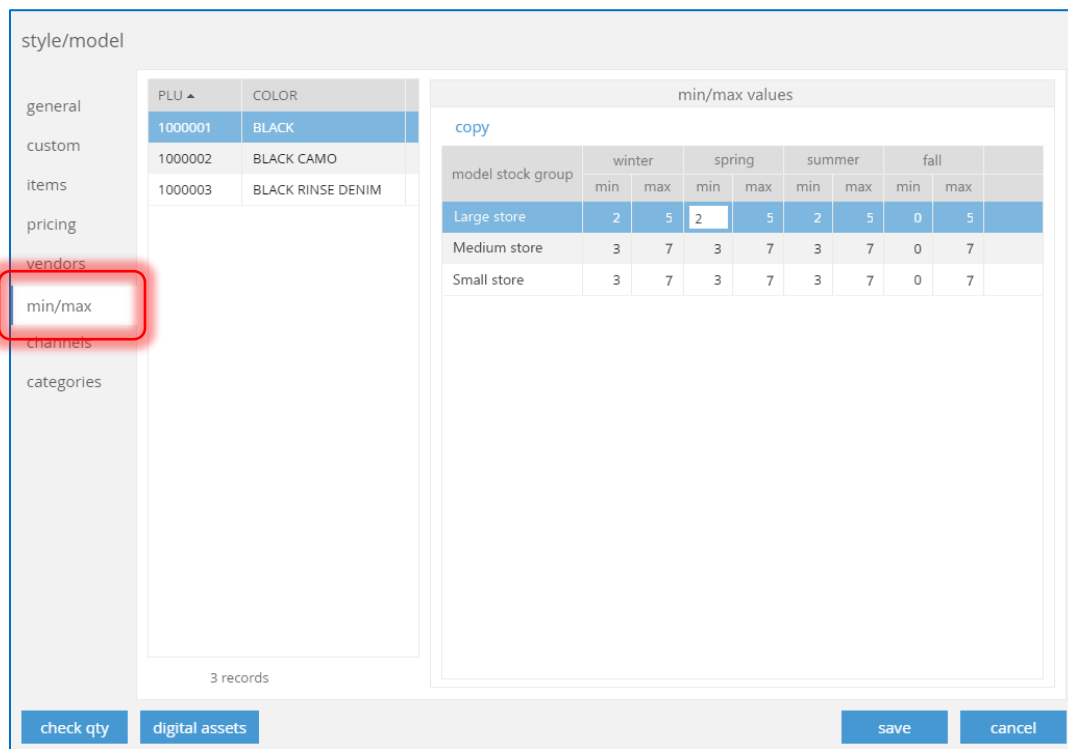 style/model
general
custom
items
pricing
vendors
min/max
channels
categories
PLU COLOR
1000001 BLACK
1000002 BLACK CAMO
1000003 BLACK RINSE DENIM
3 records
min/max values
copy
model stock group winter spring summer fall
min max min max min max min max
Large store 2 5 2 5 2 5 0 5
Medium store 3 7 3 7 3 7 0 7
Small store 3 7 3 7 3 7 0 7
check qty digital assets save cancel